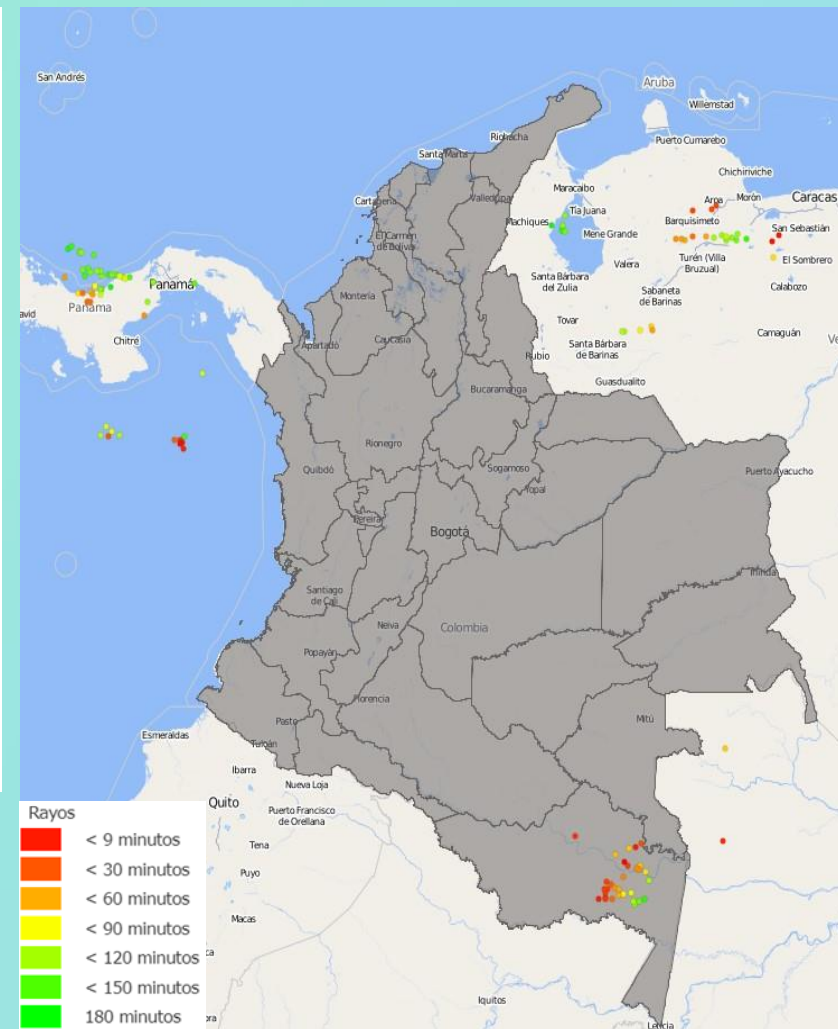 San Andrés
Aruba
Willemstad
Riohacha
Puerto Cumarebo
Santa Marta
Chichiriviche
Maracaibo
Aroa
Morón
Caracas
Cartagena
Valledupar
Tía Juana
Machiques
Barquisimeto
San Sebastián
El Carmen
de Bolívar
Mene Grande
Valera
Turén (Villa
Bruzual)
El Sombrero
Santa Bárbara
del Zulia
Sabaneta
de Barinas
Calabozo
Panamá
Panama
Montería
avid
Chitré
Tovar
Camaguán
Ve
Apartadó
Caucasia
Santa Bárbara
de Barinas
Rubio
Guasdualito
Bucaramanga
Rionegro
Quibdó
Sogamoso
Puerto Ayacucho
Yopal
Pereira
Bogotá
Inírida
Santiago
de Cali
Neiva
Colombia
Popayán
Florencia
Mitú
Pasto
Esmeraldas
Tulcán
Ibarra
Nueva Loja
Quito
Puerto Francisco
de Orellana
Tena
Puyo
Macas
ca
Iquitos
ora
Leticia
Rayos
< 9 minutos
< 30 minutos
< 60 minutos
< 90 minutos
< 120 minutos
< 150 minutos
180 minutos